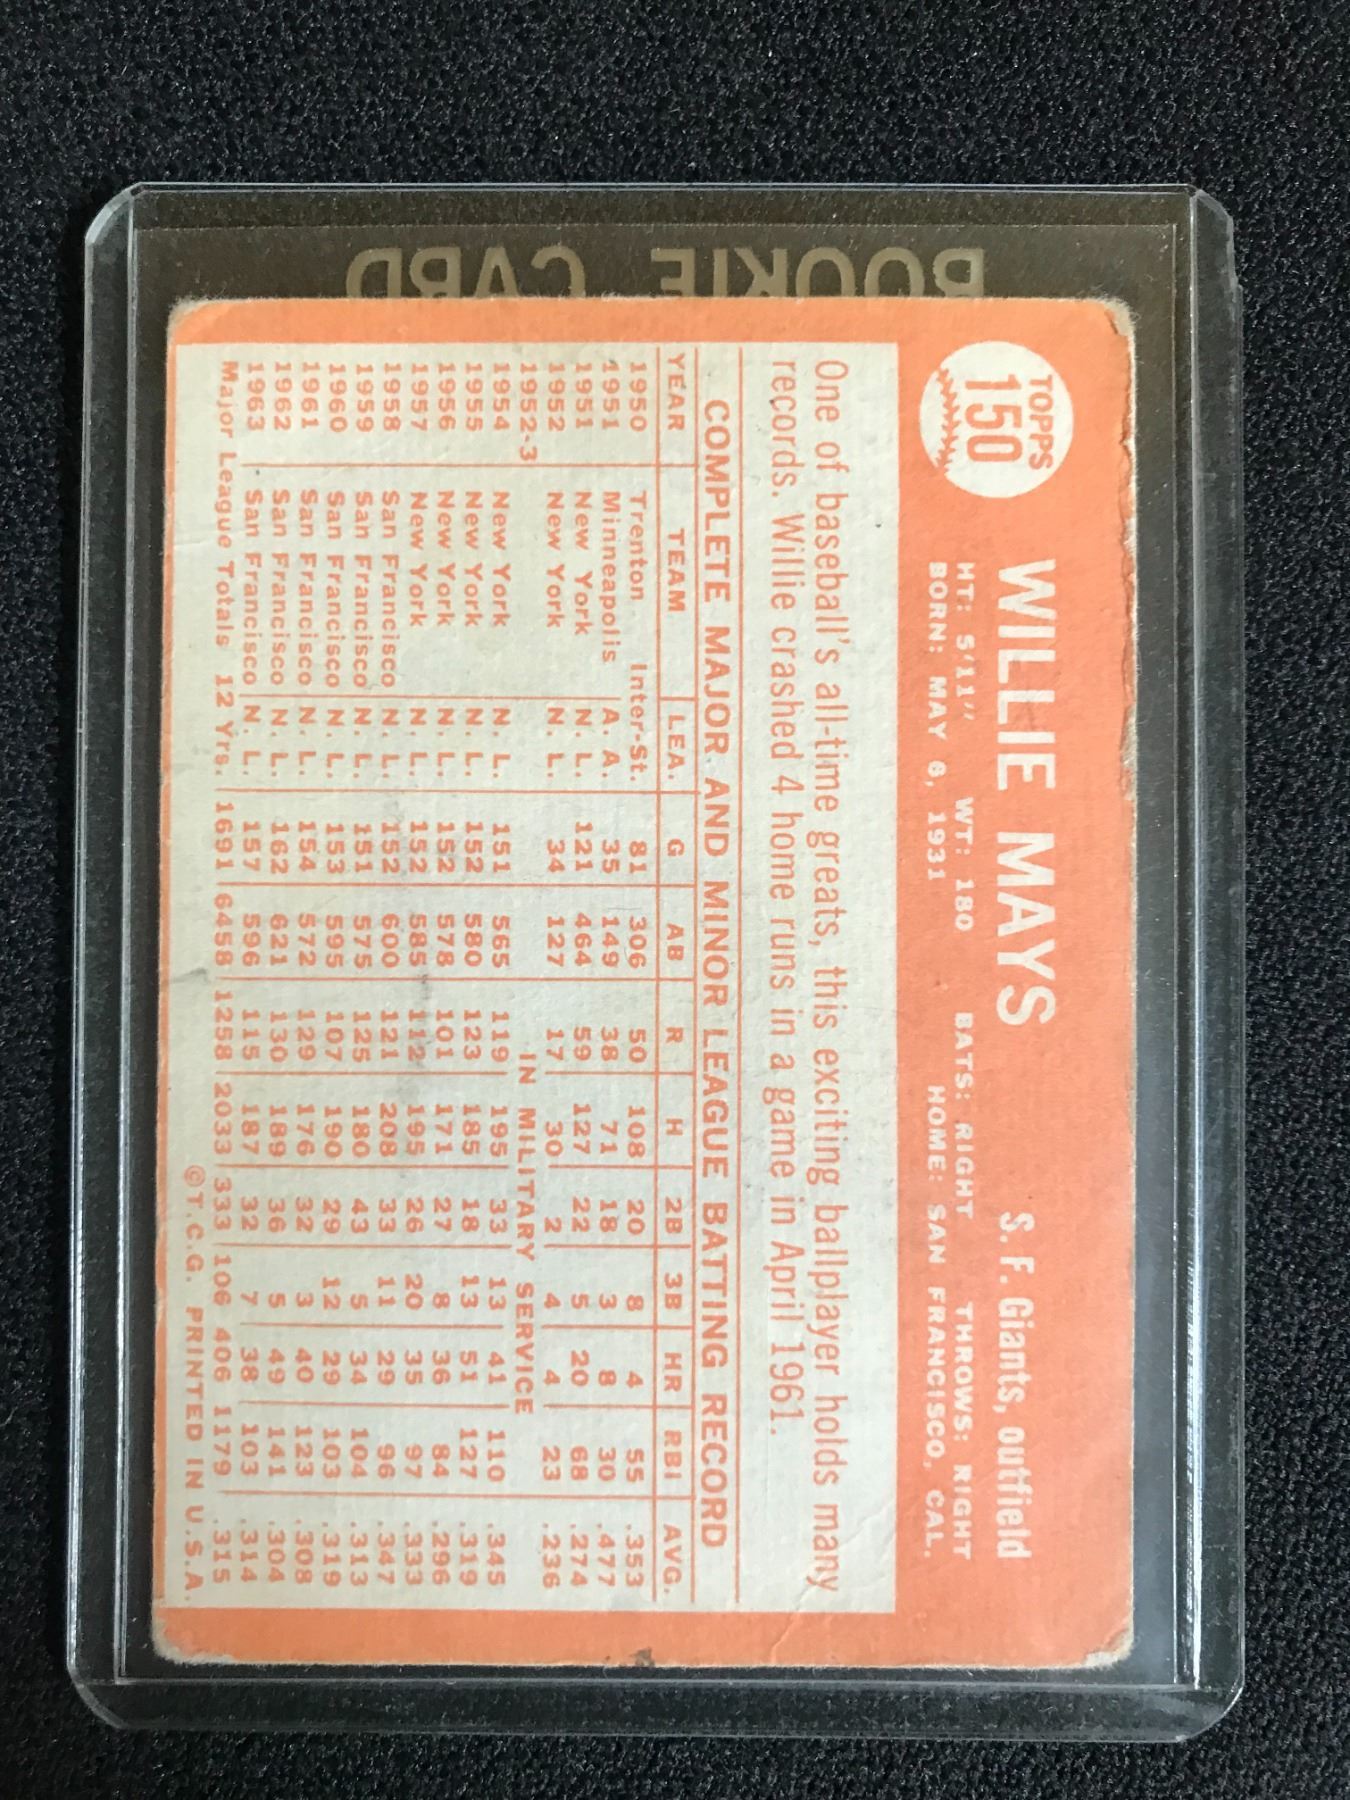 ROOKIE CARD
TOPPS
150
WILLIE MAYS S. F. Giants, outfield
HT: 5'11" WT: 180 BATS: RIGHT THROWS: RIGHT
BORN: MAY 6, 1931 HOME: SAN FRANCISCO, CAL.
One of baseball's all-time greats, this exciting ballplayer holds many
records. Willie crashed 4 home runs in a game in April 1961.
COMPLETE MAJOR AND MINOR LEAGUE BATTING RECORD
YEAR TEAM LEA. G AB R H 2B 3B HR RBI AVG.
1950 Trenton Inter-St. 81 306 50 108 20 8 4 55 .353
1951 Minneapolis A. A. 35 149 38 71 18 3 8 30 .477
1951 New York N. L. 121 464 59 127 22 5 20 68 .274
1952 New York N. L. 34 127 17 30 2 4 4 23 .236
1952-3 IN MILITARY SERVICE
1954 New York N. L. 151 565 119 195 33 13 41 110 .345
1955 New York N. L. 152 580 123 185 18 13 51 127 .319
1956 New York N. L. 152 578 101 171 27 8 36 84 .296
1957 New York N. L. 152 585 112 195 26 20 35 97 .333
1958 San Francisco N. L. 152 600 121 208 33 11 29 96 .347
1959 San Francisco N. L. 151 575 125 180 43 5 34 104 .313
1960 San Francisco N. L. 153 595 107 190 29 12 29 103 .319
1961 San Francisco N. L. 154 572 129 176 32 3 40 123 .308
1962 San Francisco N. L. 162 621 130 189 36 5 49 141 .304
1963 San Francisco N. L. 157 596 115 187 32 7 38 103 .314
Major League Totals 12 Yrs. 1691 6458 1258 2033 333 106 406 1179 .315
©T.C.G. PRINTED IN U.S.A.